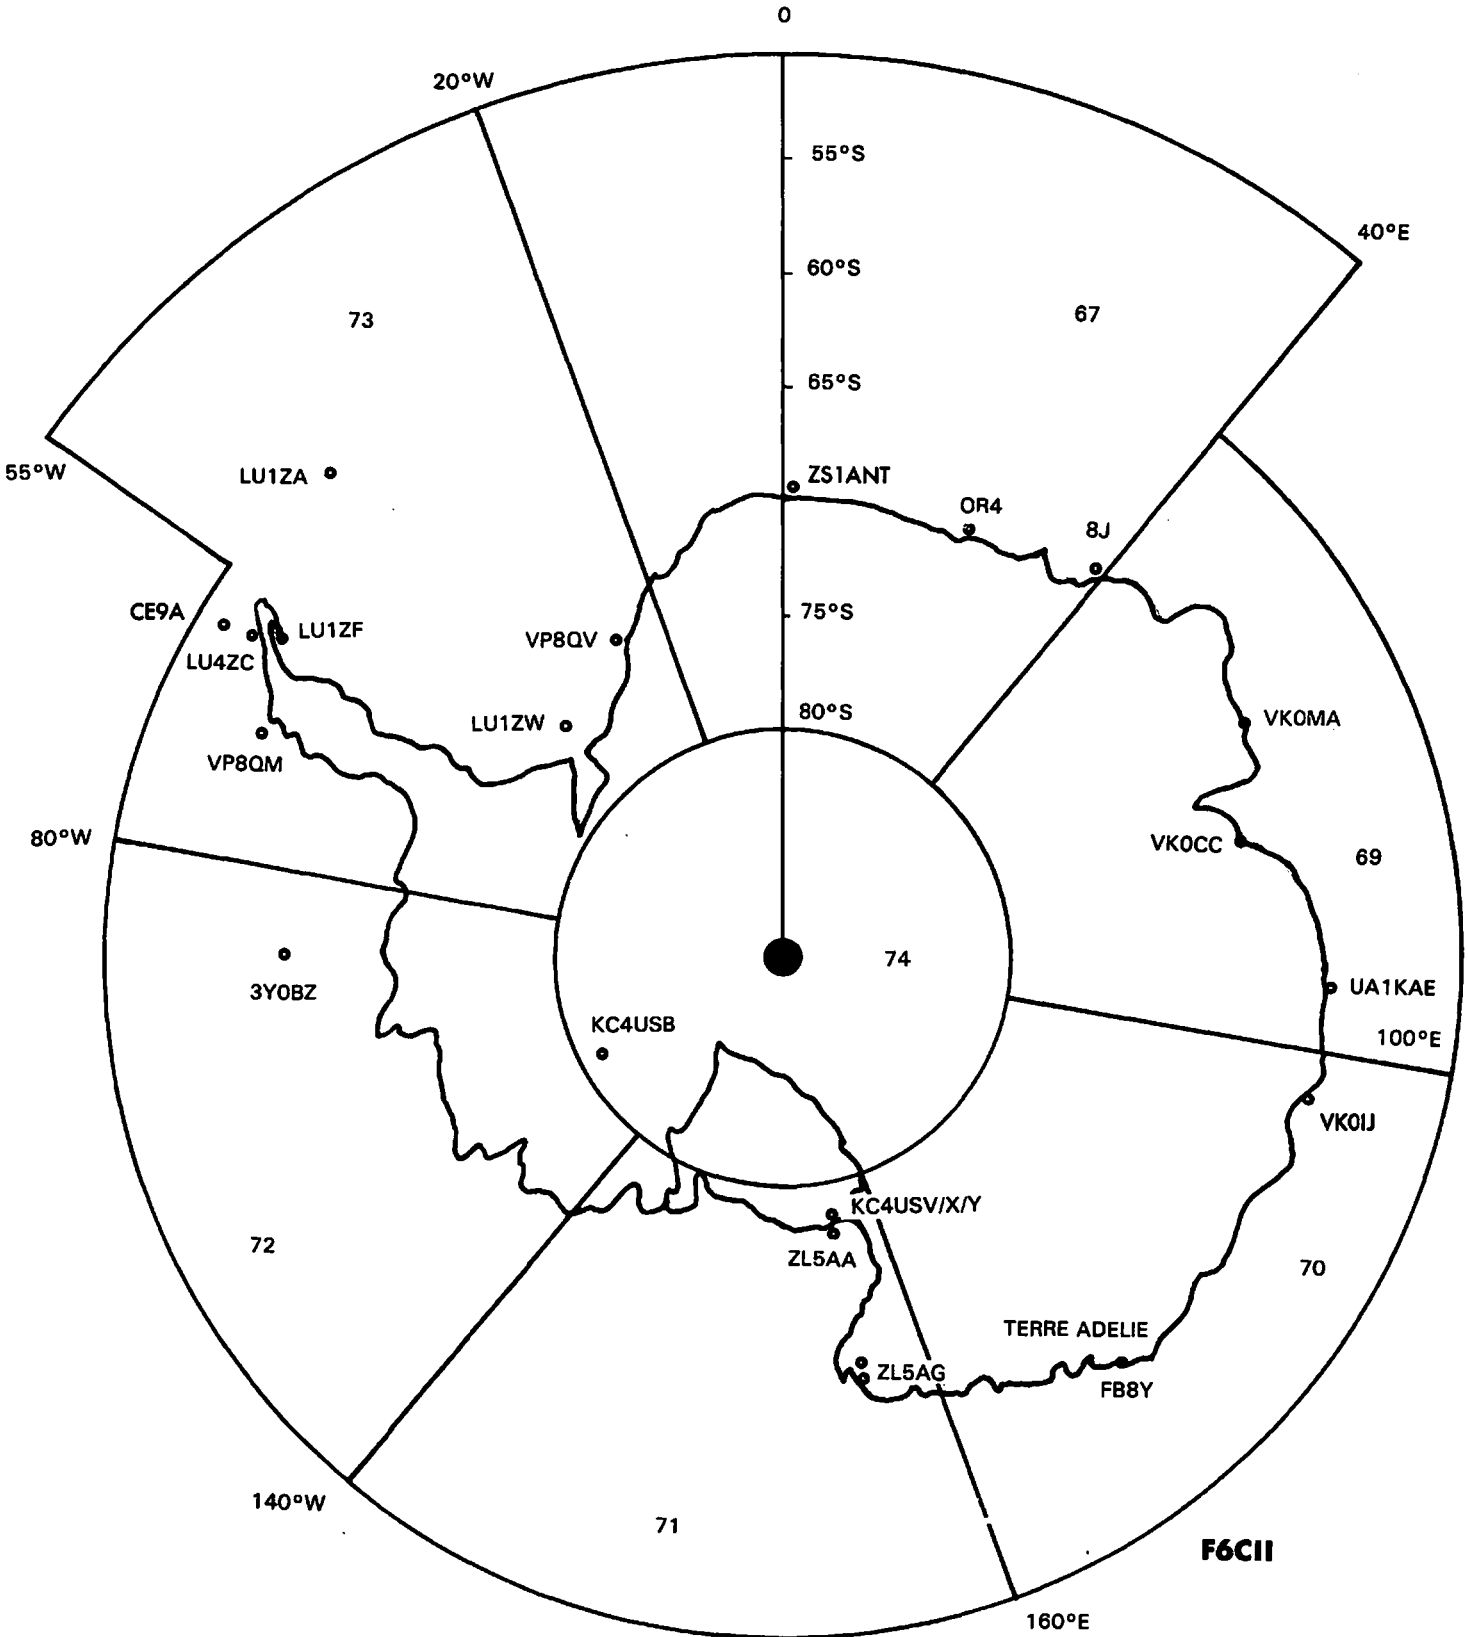 0
20°W
55°S
40°E
60°S
73
67
65°S
55°W
LU1ZA
ZS1ANT
OR4
8J
CE9A
LU1ZF
75°S
VP8QV
LU4ZC
LU1ZW
80°S
VK0MA
VP8QM
80°W
VK0CC
69
74
3Y0BZ
UA1KAE
KC4USB
100°E
VK0IJ
KC4USV/X/Y
72
ZL5AA
70
TERRE ADELIE
ZL5AG
FB8Y
140°W
71
F6CII
160°E